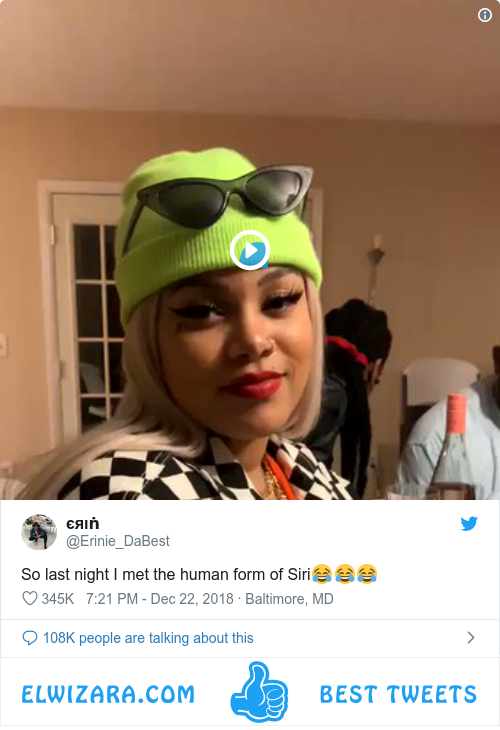 єяιṅ
@Erinie_DaBest
So last night I met the human form of Siri😂😂😂
345K 7:21 PM - Dec 22, 2018 · Baltimore, MD
108K people are talking about this
ELWIZARA.COM BEST TWEETS